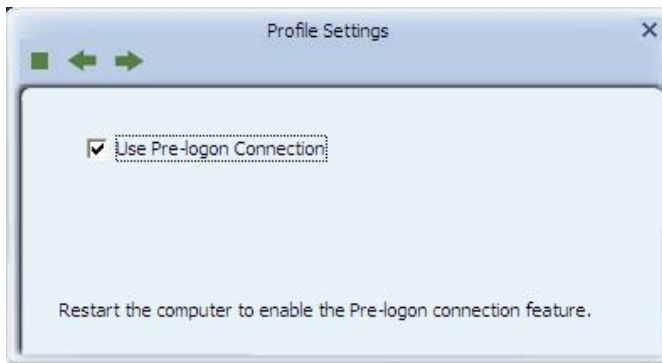 Profile Settings
Use Pre-logon Connection
Restart the computer to enable the Pre-logon connection feature.